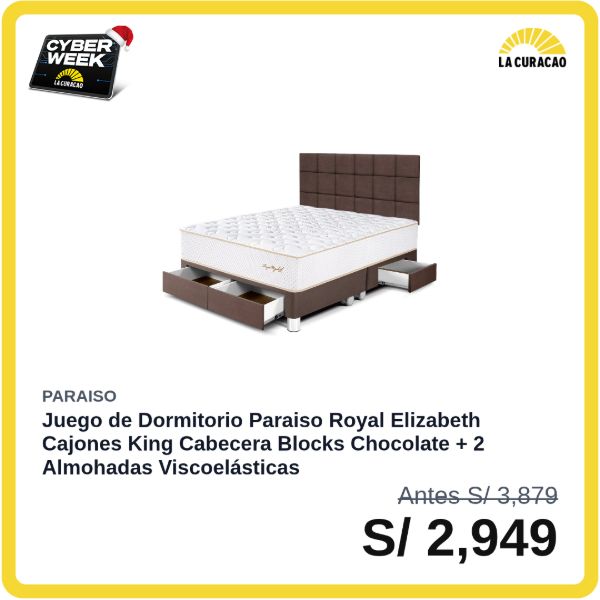 CYBER
WEEK
LA CURACAO
LA CURACAO
PARAISO
Juego de Dormitorio Paraiso Royal Elizabeth
Cajones King Cabecera Blocks Chocolate + 2
Almohadas Viscoelásticas
Antes S/ 3,879
S/ 2,949